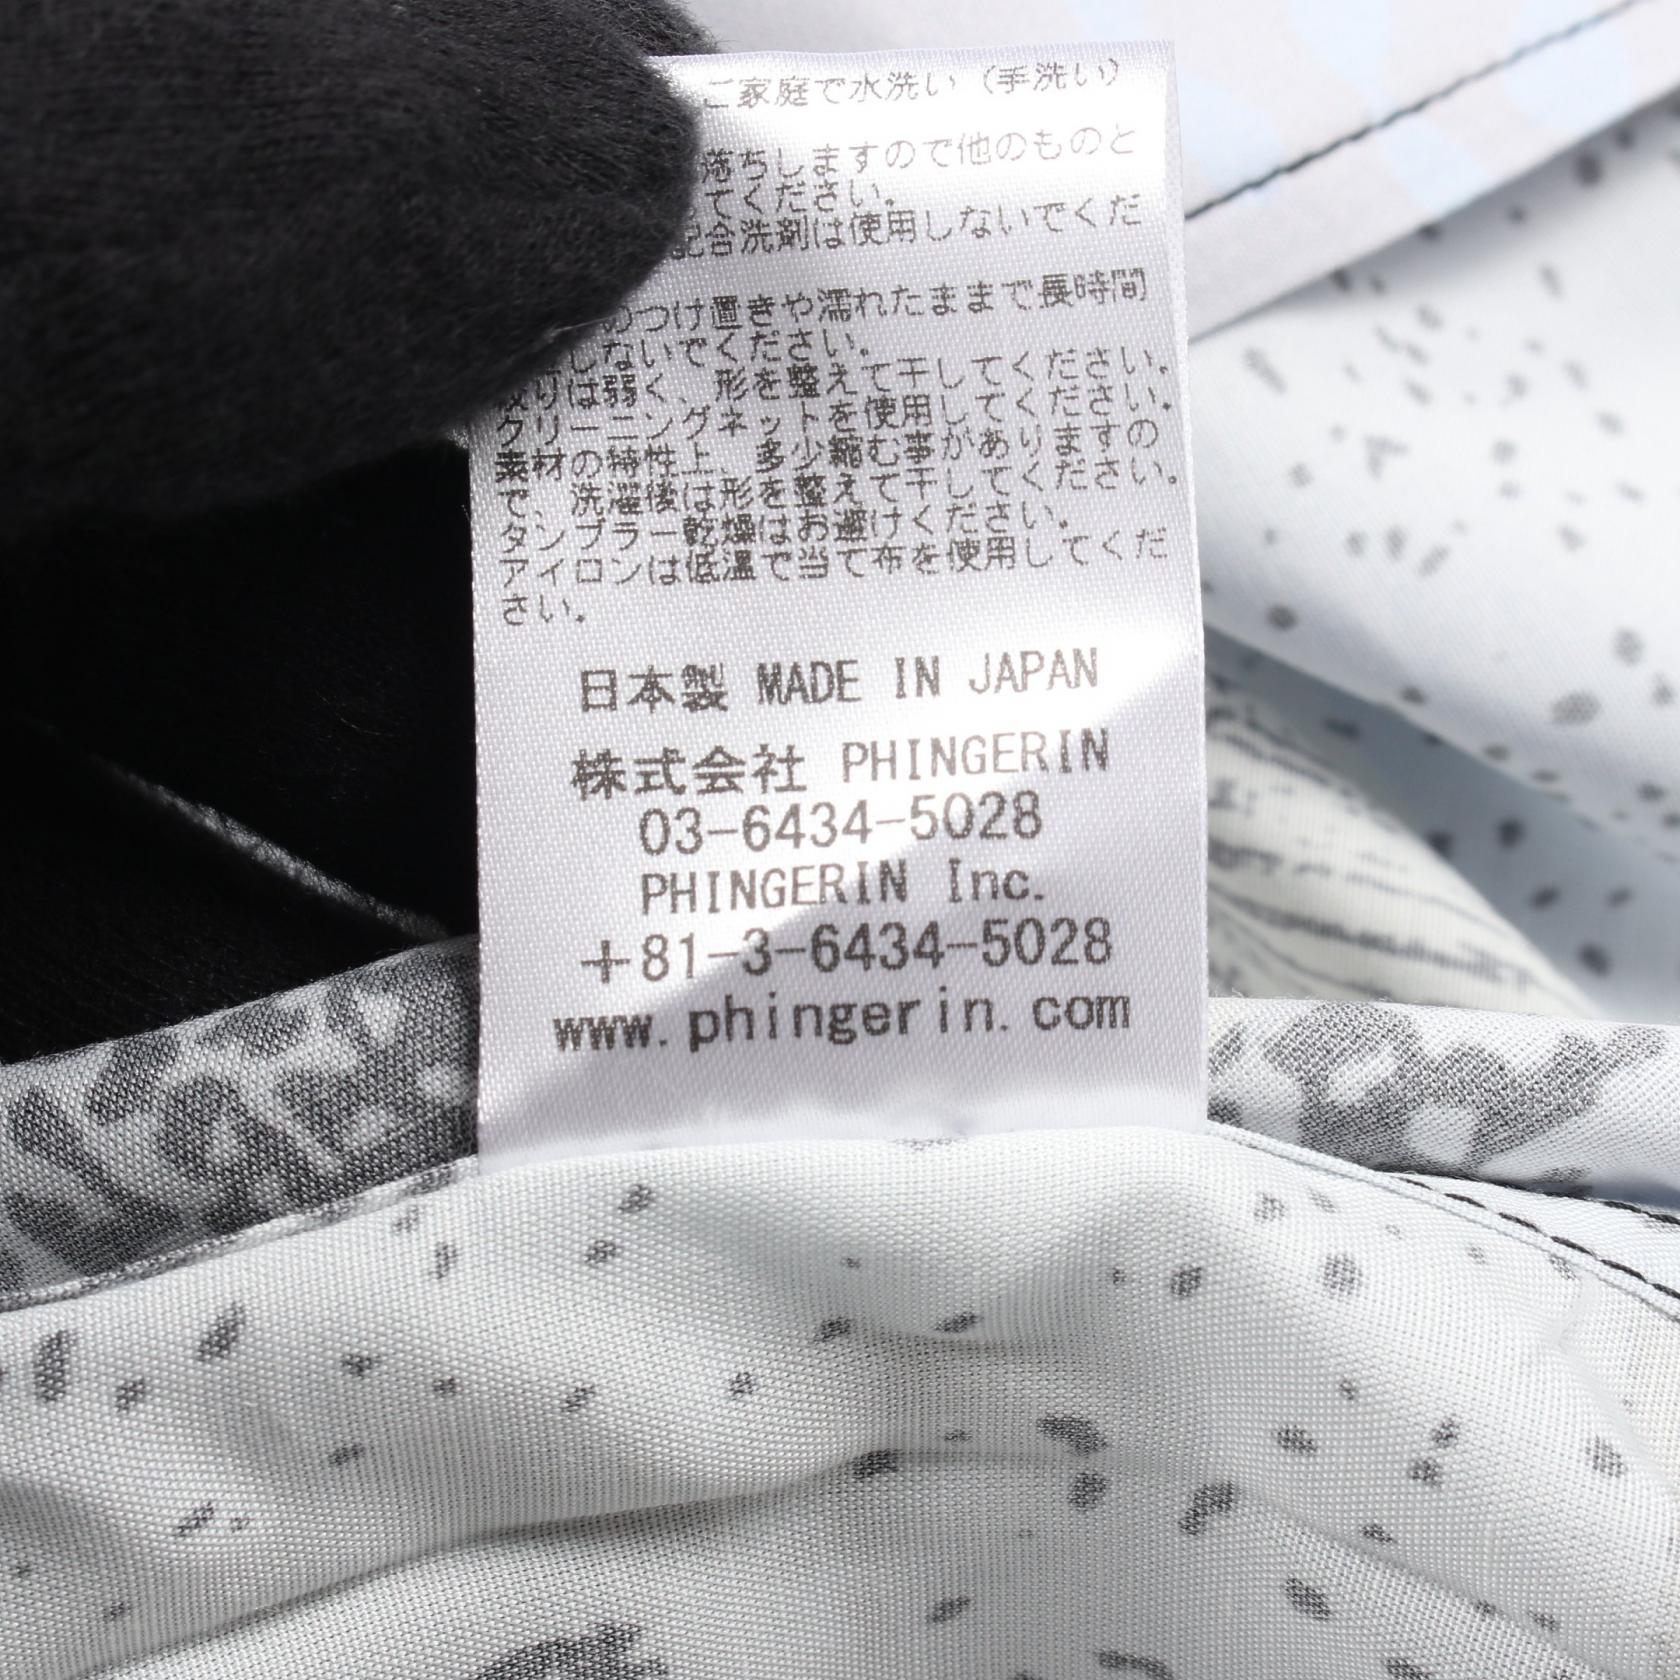 ご家庭で水洗い（手洗い）
落ちしますので他のものと
てください。
配合洗剤は使用しないでくだ
のつけ置きや濡れたままで長時間
しないでください。
絞りは弱く、形を整えて干してください。
クリーニングネットを使用してください。
素材の特性上、多少縮む事がありますの
で、洗濯後は形を整えて干してください。
タンブラー乾燥はお避けください。
アイロンは低温で当て布を使用してくだ
さい。
日本製 MADE IN JAPAN
株式会社 PHINGERIN
03-6434-5028
PHINGERIN Inc.
+81-3-6434-5028
www.phingerin.com